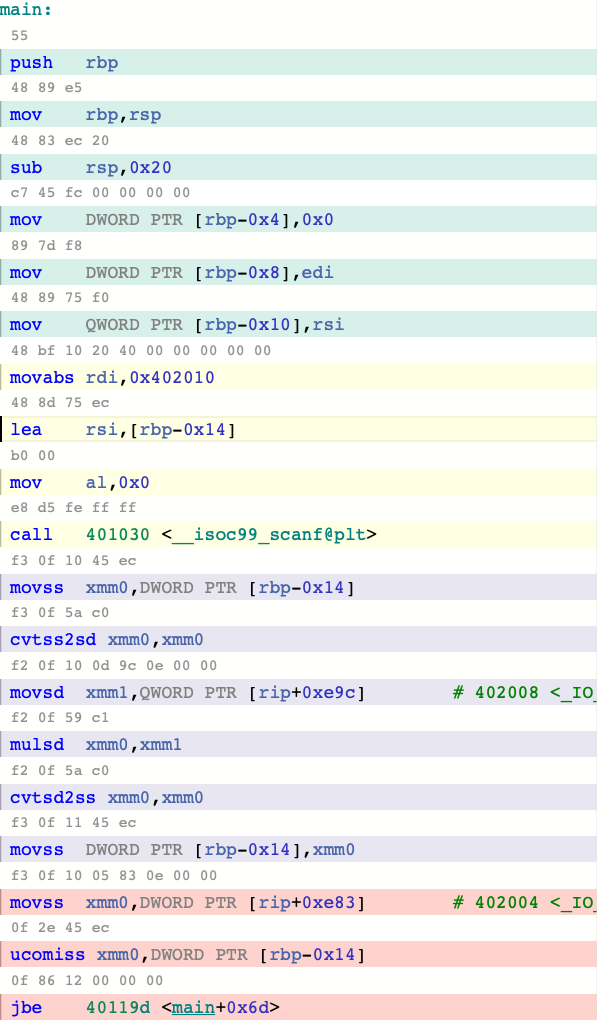 main:
55
push rbp
48 89 e5
mov rbp,rsp
48 83 ec 20
sub rsp,0x20
c7 45 fc 00 00 00 00
mov DWORD PTR [rbp-0x4],0x0
89 7d f8
mov DWORD PTR [rbp-0x8],edi
48 89 75 f0
mov QWORD PTR [rbp-0x10],rsi
48 bf 10 20 40 00 00 00 00 00
movabs rdi,0x402010
48 8d 75 ec
lea rsi,[rbp-0x14]
b0 00
mov al,0x0
e8 d5 fe ff ff
call 401030 <__isoc99_scanf@plt>
f3 0f 10 45 ec
movss xmm0,DWORD PTR [rbp-0x14]
f3 0f 5a c0
cvtss2sd xmm0,xmm0
f2 0f 10 0d 9c 0e 00 00
movsd xmm1,QWORD PTR [rip+0xe9c] # 402008 <_IO_
f2 0f 59 c1
mulsd xmm0,xmm1
f2 0f 5a c0
cvtsd2ss xmm0,xmm0
f3 0f 11 45 ec
movss DWORD PTR [rbp-0x14],xmm0
f3 0f 10 05 83 0e 00 00
movss xmm0,DWORD PTR [rip+0xe83] # 402004 <_IO_
0f 2e 45 ec
ucomiss xmm0,DWORD PTR [rbp-0x14]
0f 86 12 00 00 00
jbe 40119d <main+0x6d>